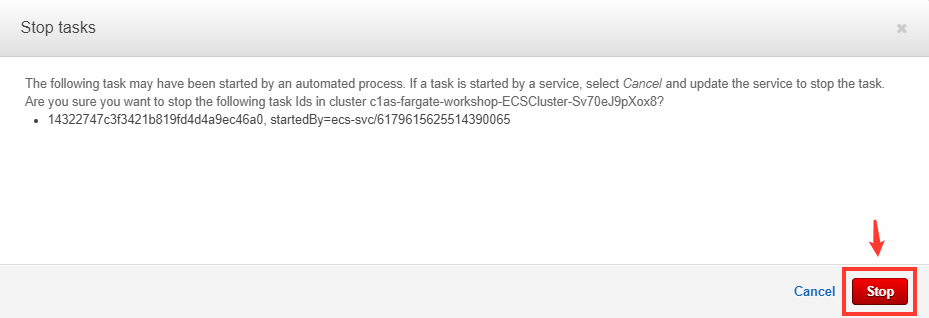 Stop tasks
The following task may have been started by an automated process. If a task is started by a service, select Cancel and update the service to stop the task.
Are you sure you want to stop the following task Ids in cluster c1as-fargate-workshop-ECSCluster-Sv70eJ9pXox8?
14322747c3f3421b819fd4d4a9ec46a0, startedBy=ecs-svc/6179615625514390065
Cancel Stop